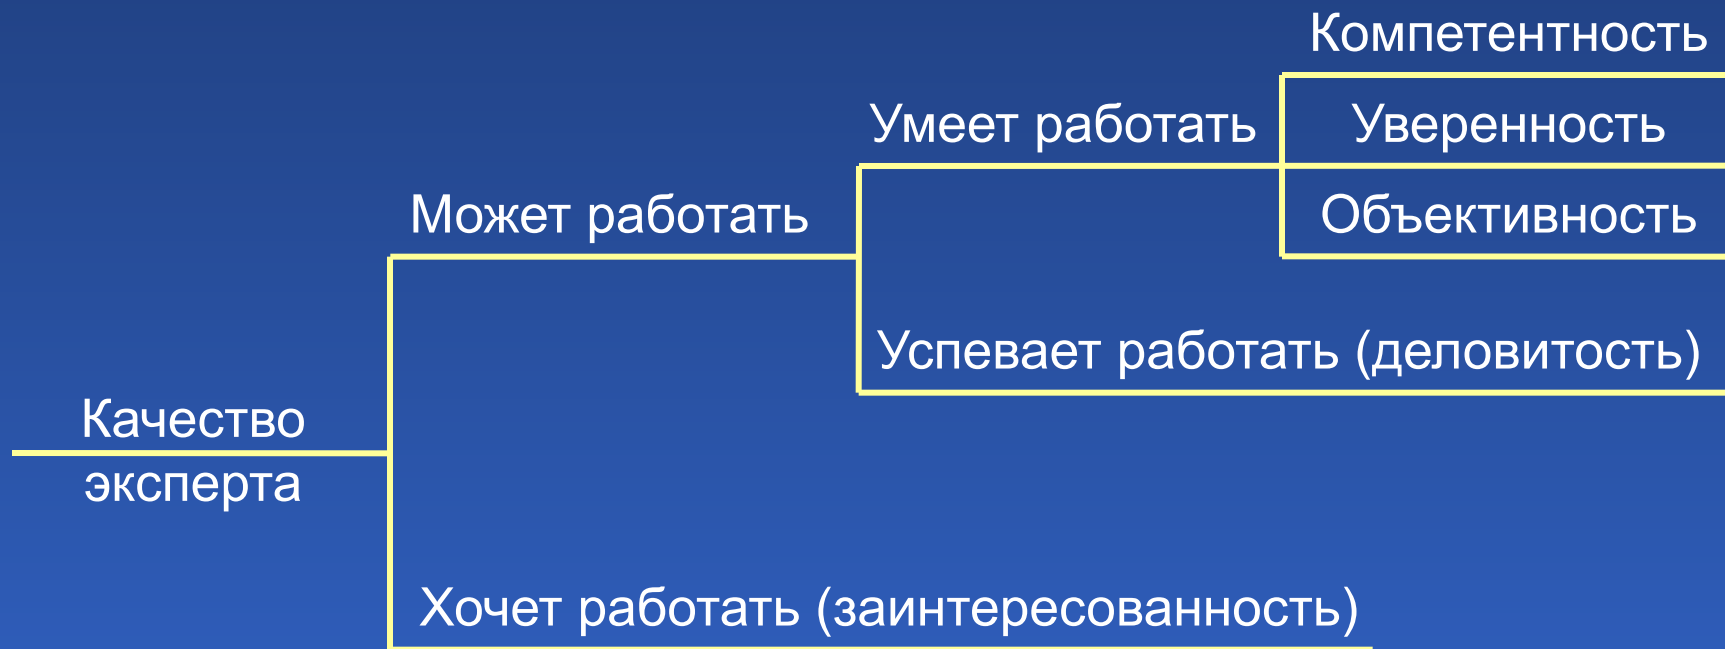 Компетентность
Умеет работать
Уверенность
Может работать
Объективность
Успевает работать (деловитость)
Качество
эксперта
Хочет работать (заинтересованность)